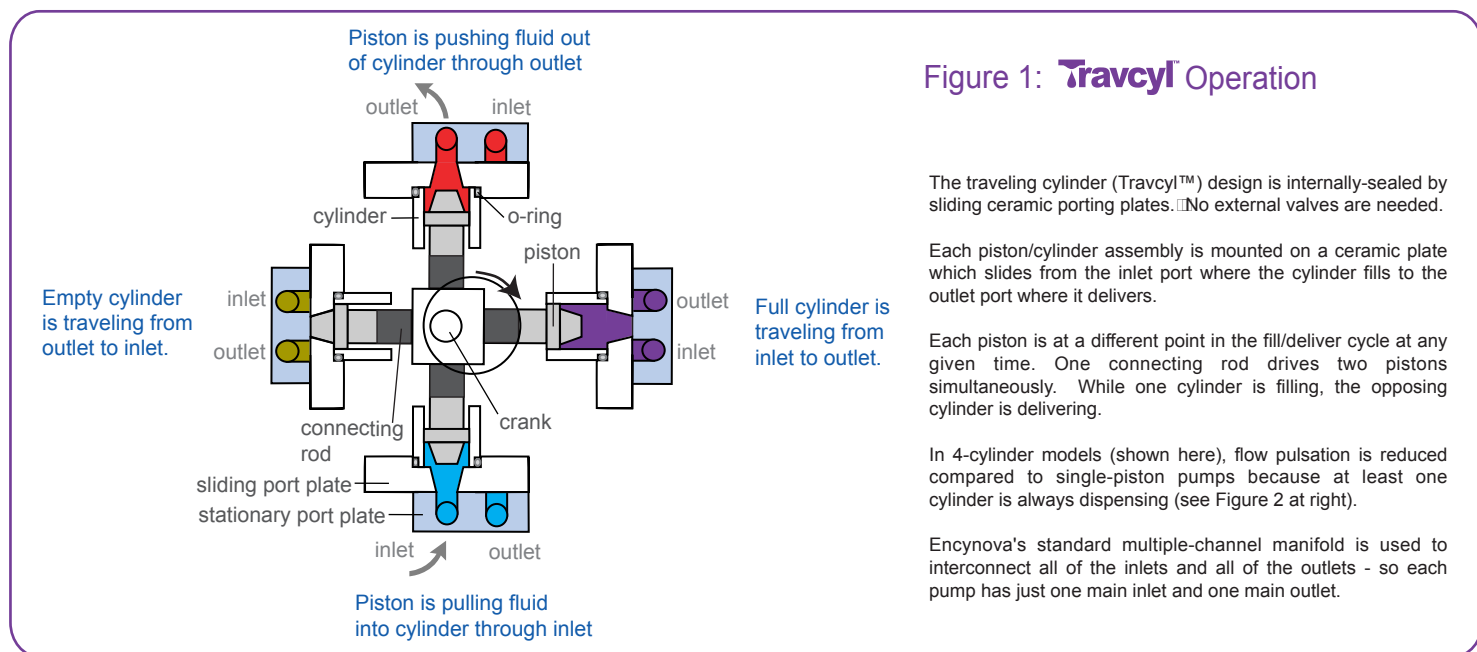 Piston is pushing fluid out
of cylinder through outlet
outlet
inlet
cylinder
o-ring
piston
Empty cylinder
is traveling from
outlet to inlet.
inlet
outlet
outlet
inlet
Full cylinder is
traveling from
inlet to outlet.
connecting
rod
crank
sliding port plate
stationary port plate
inlet
outlet
Piston is pulling fluid
into cylinder through inlet
Figure 1: Travcyl™ Operation
The traveling cylinder (Travcyl™) design is internally-sealed by
sliding ceramic porting plates. □No external valves are needed.
Each piston/cylinder assembly is mounted on a ceramic plate
which slides from the inlet port where the cylinder fills to the
outlet port where it delivers.
Each piston is at a different point in the fill/deliver cycle at any
given time. One connecting rod drives two pistons
simultaneously. While one cylinder is filling, the opposing
cylinder is delivering.
In 4-cylinder models (shown here), flow pulsation is reduced
compared to single-piston pumps because at least one
cylinder is always dispensing (see Figure 2 at right).
Encynova's standard multiple-channel manifold is used to
interconnect all of the inlets and all of the outlets - so each
pump has just one main inlet and one main outlet.